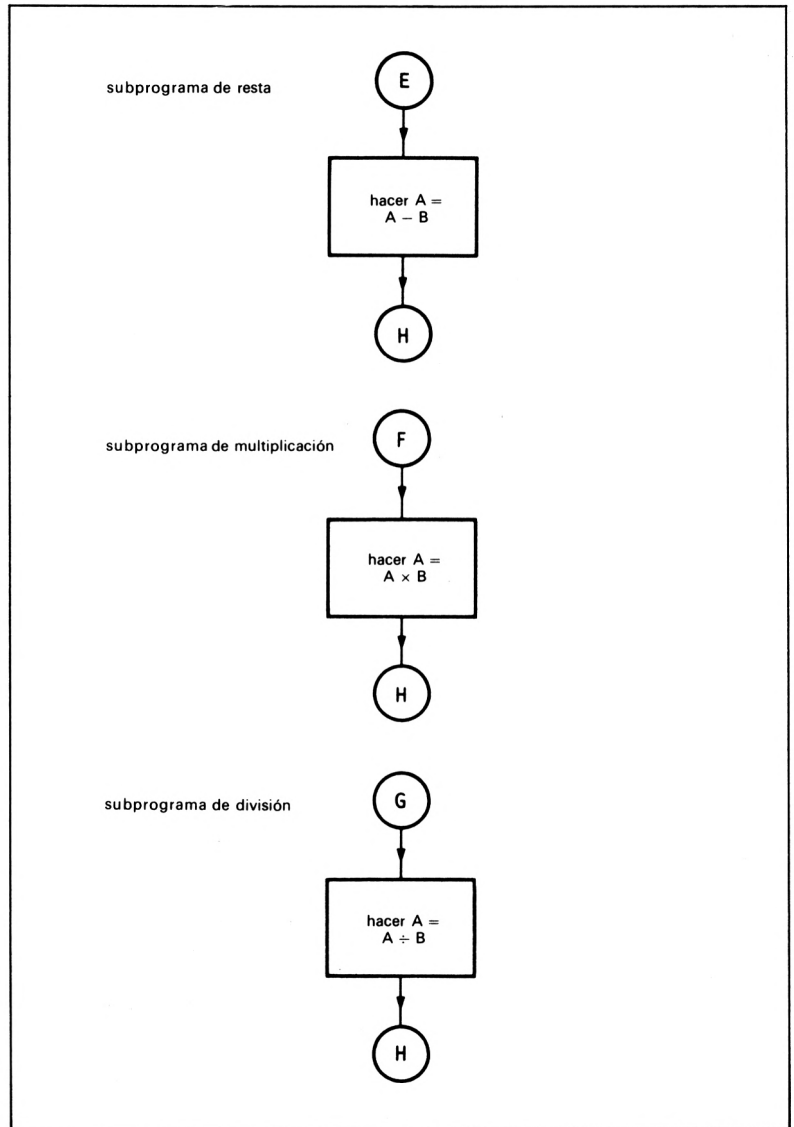 subprograma de resta
E
hacer A =
A – B
H
subprograma de multiplicación
F
hacer A =
A × B
H
subprograma de división
G
hacer A =
A ÷ B
H